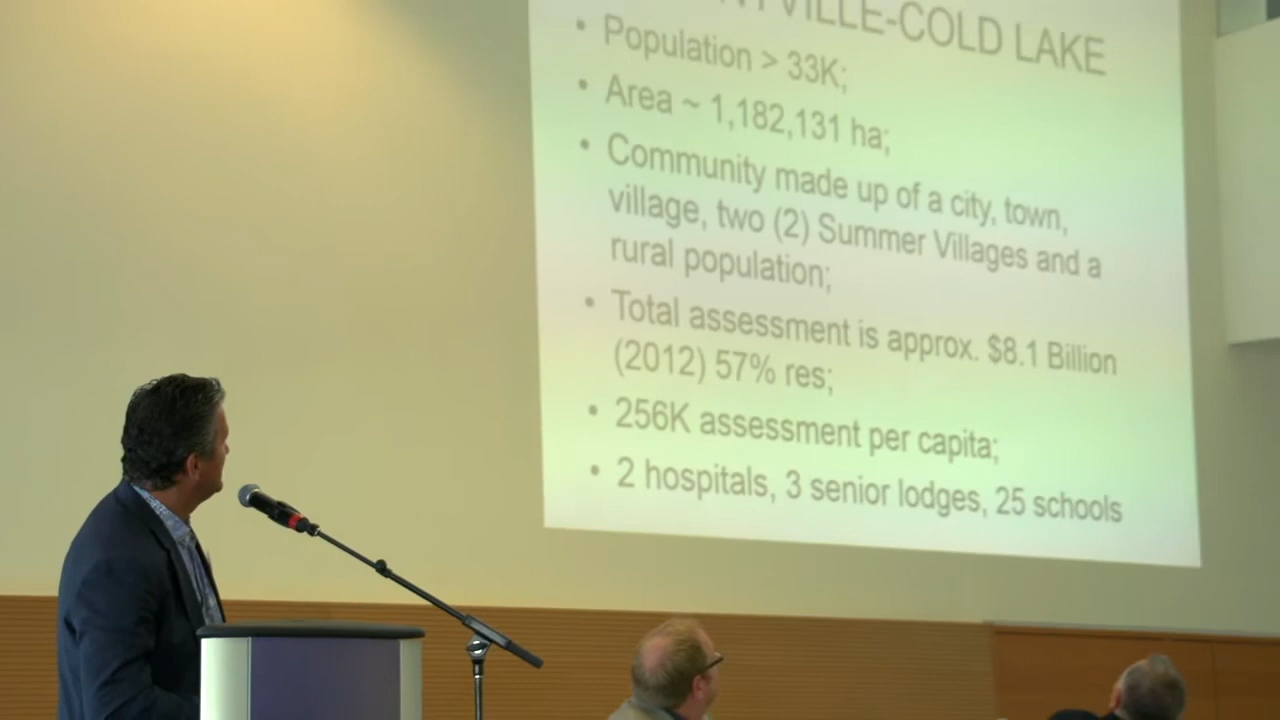 NTVILLE-COLD LAKE
• Population > 33K;
• Area ~ 1,182,131 ha;
• Community made up of a city, town,
village, two (2) Summer Villages and a
rural population;
• Total assessment is approx. $8.1 Billion
(2012) 57% res;
• 256K assessment per capita;
• 2 hospitals, 3 senior lodges, 25 schools